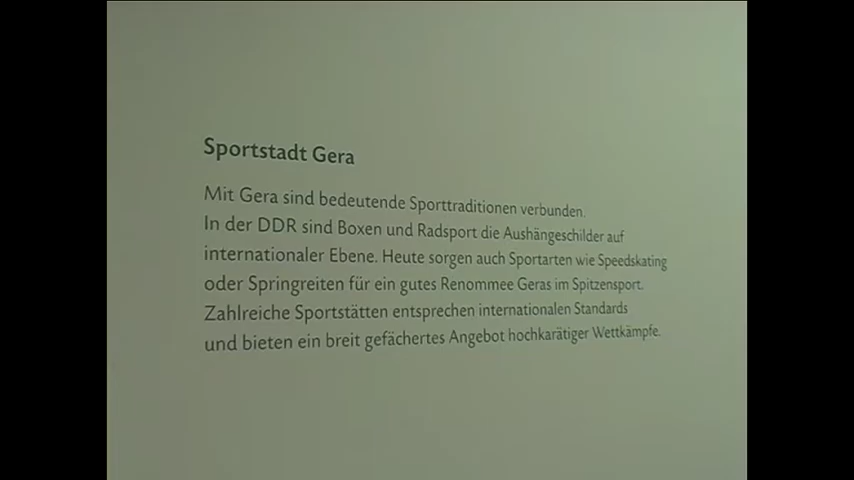 Sportstadt Gera
Mit Gera sind bedeutende Sporttraditionen verbunden.
In der DDR sind Boxen und Radsport die Aushängeschilder auf
internationaler Ebene. Heute sorgen auch Sportarten wie Speedskating
oder Springreiten für ein gutes Renommee Geras im Spitzensport.
Zahlreiche Sportstätten entsprechen internationalen Standards
und bieten ein breit gefächertes Angebot hochkarätiger Wettkämpfe.